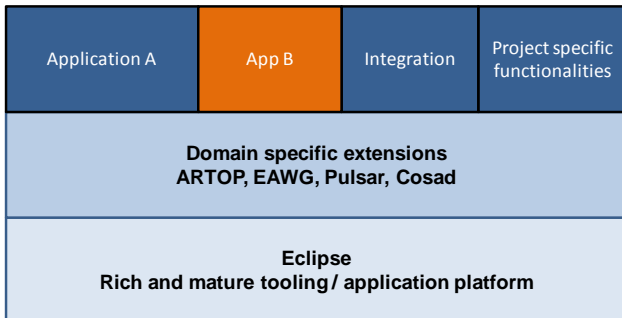 Application A
App B
Integration
Project specific
functionalities
Domain specific extensions
ARTOP, EAWG, Pulsar, Cosad
Eclipse
Rich and mature tooling / application platform